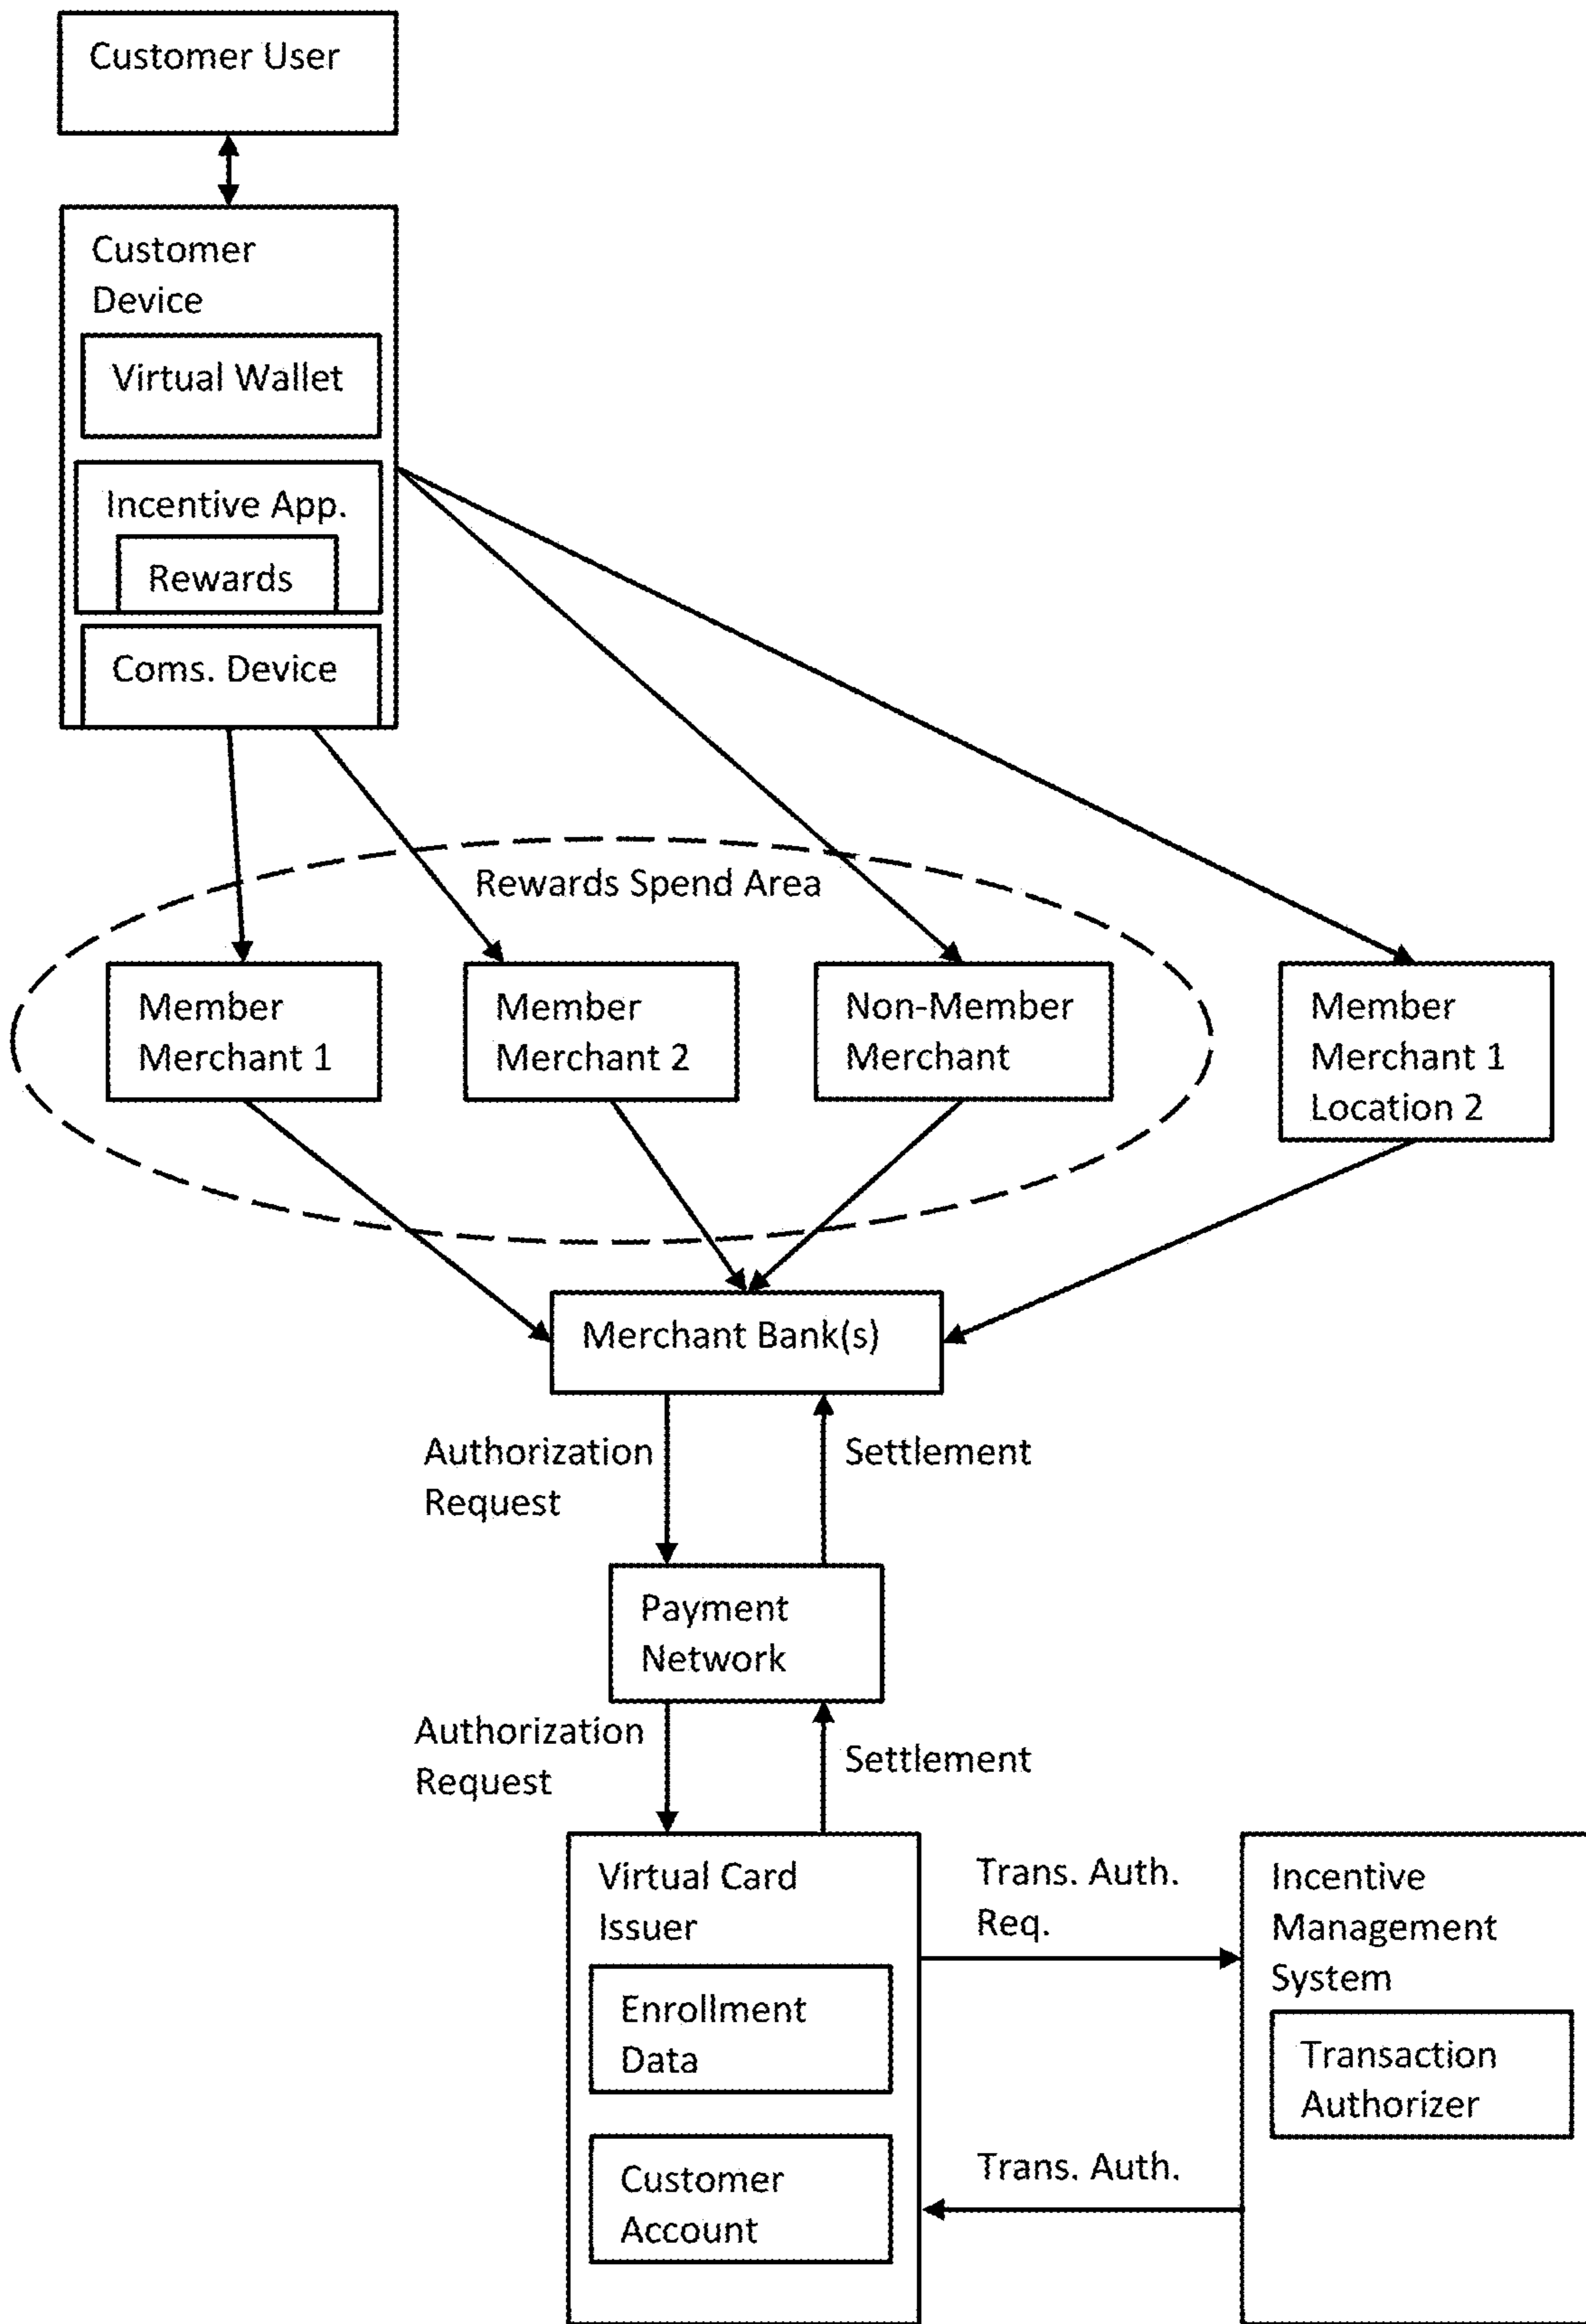 Customer User
Customer
Device
Virtual Wallet
Incentive App.
Rewards
Coms. Device
Rewards Spend Area
Member
Merchant 1
Member
Merchant 2
Non-Member
Merchant
Member
Merchant 1
Location 2
Merchant Bank(s)
Authorization
Request
Settlement
Payment
Network
Authorization
Request
Settlement
Virtual Card
Issuer
Enrollment
Data
Customer
Account
Trans. Auth.
Req.
Trans. Auth.
Incentive
Management
System
Transaction
Authorizer